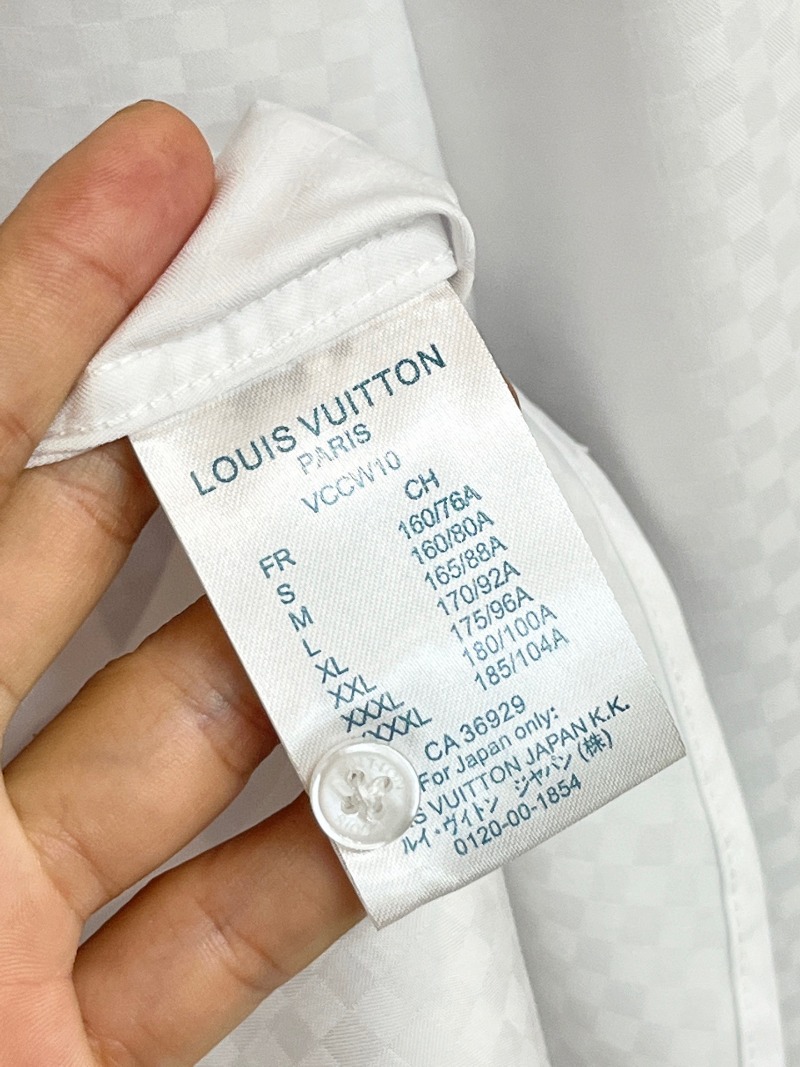 LOUIS VUITTON
PARIS
VCCW10
FR CH
S 160/76A
M 160/80A
L 165/88A
XL 170/92A
XXL 175/96A
XXXL 180/100A
XXXL 185/104A
CA 36929
For Japan only:
VUITTON JAPAN K.K.
ルイ・ヴィトン ジャパン (株)
0120-00-1854